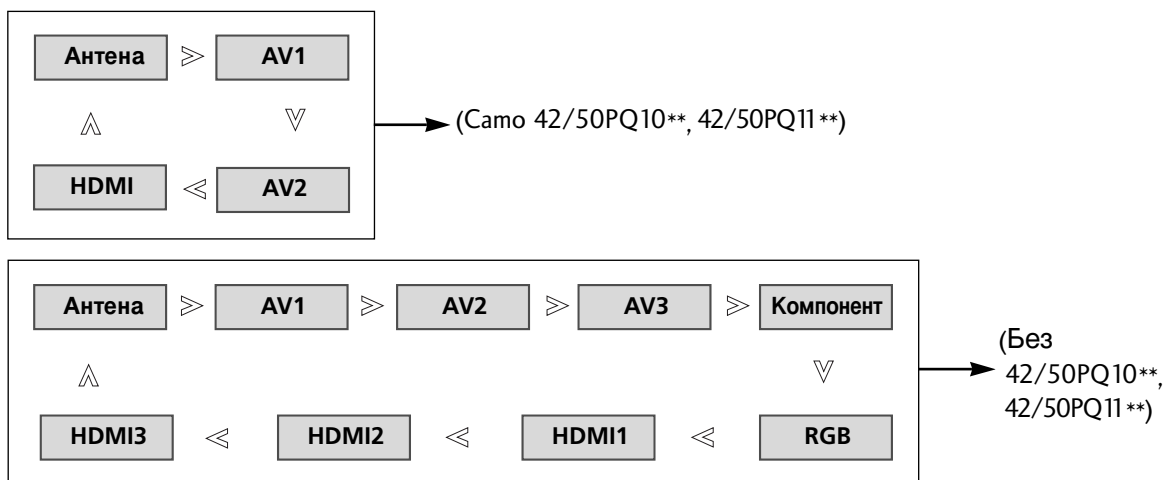 Антена AV1
(Само 42/50PQ10**, 42/50PQ11**)
HDMI AV2
Антена AV1 AV2 AV3 Компонент
(Без
42/50PQ10**,
42/50PQ11**)
HDMI3 HDMI2 HDMI1 RGB